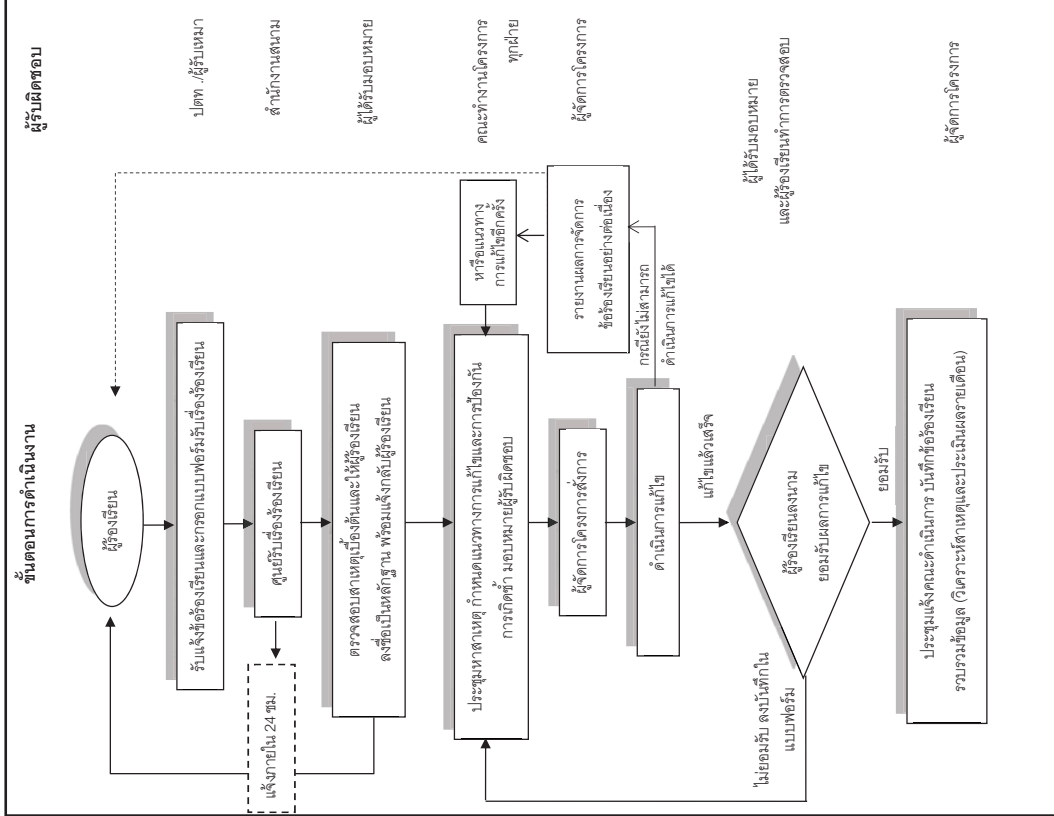 ขั้นตอนการดำเนินงาน
ผู้รับผิดชอบ
ผู้ร้องเรียน
รับแจ้งข้อร้องเรียนและกรอกแบบฟอร์มรับเรื่องร้องเรียน
ปตท ./ผู้รับเหมา
ศูนย์รับเรื่องร้องเรียน
สำนักงานสนาม
แจ้งภายใน 24 ชม.
ตรวจสอบสาเหตุเบื้องต้นและให้ผู้ร้องเรียน
ลงชื่อเป็นหลักฐาน พร้อมแจ้งกลับผู้ร้องเรียน
ผู้ได้รับมอบหมาย
ประชุมหาสาเหตุ กำหนดแนวทางการแก้ไขและการป้องกัน
การเกิดซ้ำ มอบหมายผู้รับผิดชอบ
หารือแนวทาง
การแก้ไขอีกครั้ง
คณะทำงานโครงการ
ทุกฝ่าย
ผู้จัดการโครงการสั่งการ
รายงานผลการจัดการ
ข้อร้องเรียนอย่างต่อเนื่อง
ผู้จัดการโครงการ
ดำเนินการแก้ไข
กรณียังไม่สามารถ
ดำเนินการแก้ไขได้
แก้ไขแล้วเสร็จ
ผู้ร้องเรียนลงนาม
ยอมรับผลการแก้ไข
ผู้ได้รับมอบหมาย
และผู้ร้องเรียนทำการตรวจสอบ
ไม่ยอมรับ ลงบันทึกใน
แบบฟอร์ม
ยอมรับ
ประชุมแจ้งคณะดำเนินการ บันทึกข้อร้องเรียน
รวบรวมข้อมูล (วิเคราะห์สาเหตุและประเมินผลรายเดือน)
ผู้จัดการโครงการ